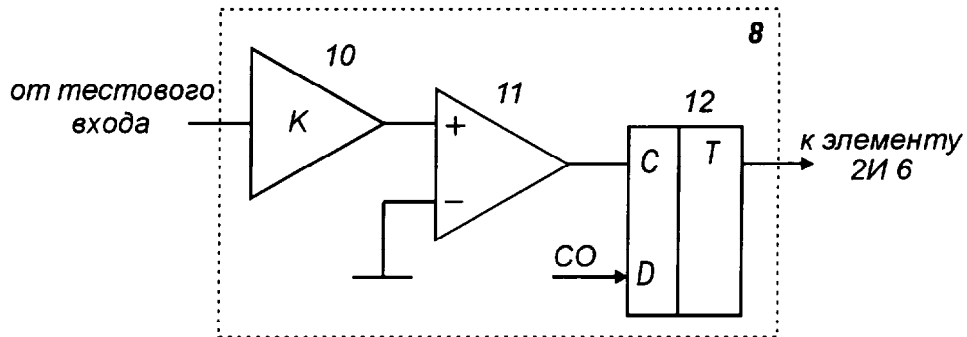 8
10
от тестового
входа
K
11
+
−
12
C
T
к элементу
2И 6
CO
D